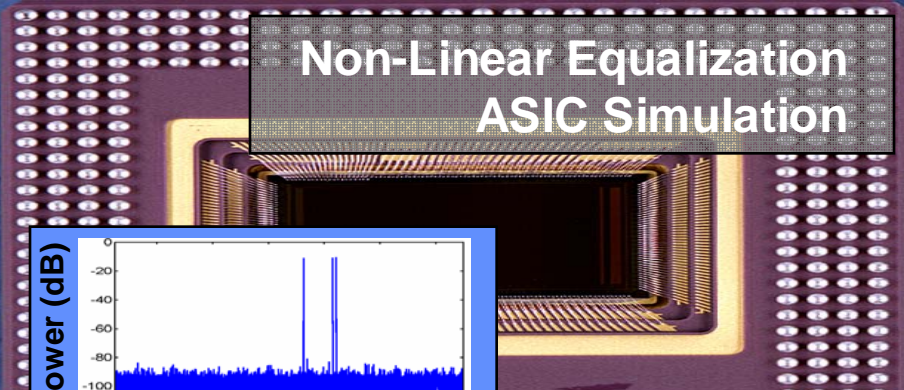 Non-Linear Equalization
ASIC Simulation
ower (dB)
0
-20
-40
-60
-80
-100